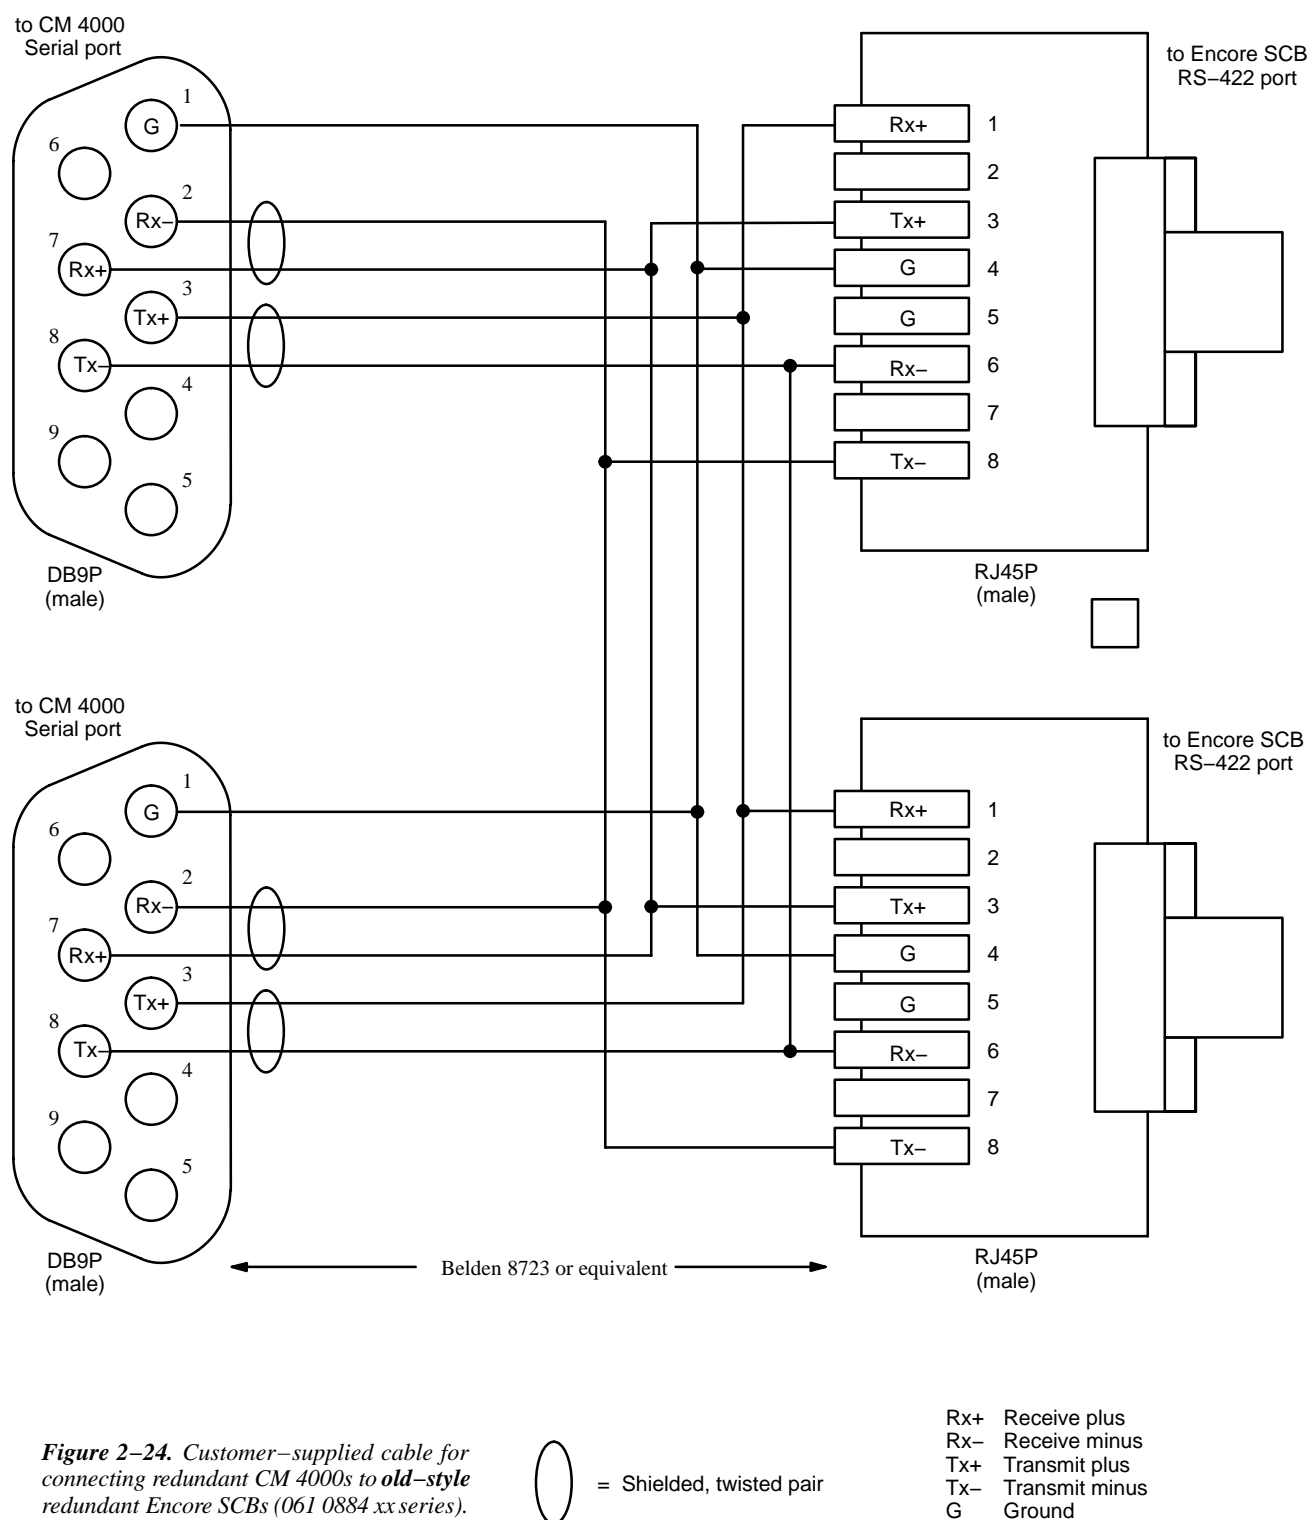 to CM 4000
Serial port
1
G
6
2
Rx–
7
Rx+
3
Tx+
8
Tx–
4
9
5
DB9P
(male)
to Encore SCB
RS–422 port
Rx+ 1
2
Tx+ 3
G 4
G 5
Rx– 6
7
Tx– 8
RJ45P
(male)
to CM 4000
Serial port
1
G
6
2
Rx–
7
Rx+
3
Tx+
8
Tx–
4
9
5
DB9P
(male)
to Encore SCB
RS–422 port
Rx+ 1
2
Tx+ 3
G 4
G 5
Rx– 6
7
Tx– 8
RJ45P
(male)
Belden 8723 or equivalent
Figure 2–24. Customer–supplied cable for
connecting redundant CM 4000s to old–style
redundant Encore SCBs (061 0884 xx series).
= Shielded, twisted pair
Rx+ Receive plus
Rx– Receive minus
Tx+ Transmit plus
Tx– Transmit minus
G Ground